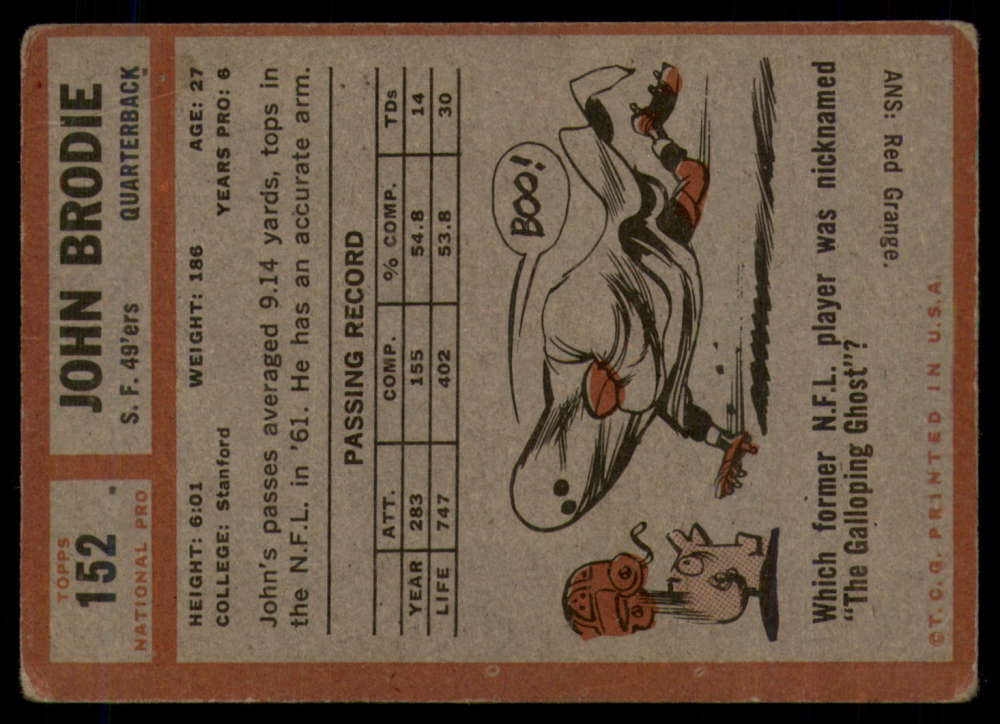 TOPPS
152
NATIONAL PRO
JOHN BRODIE
S. F. 49'ers QUARTERBACK
HEIGHT: 6:01 WEIGHT: 186 AGE: 27
COLLEGE: Stanford YEARS PRO: 6
John's passes averaged 9.14 yards, tops in
the N.F.L. in '61. He has an accurate arm.
PASSING RECORD
ATT. COMP. % COMP. TDs
YEAR 283 155 54.8 14
LIFE 747 402 53.8 30
BOO!
Which former N.F.L. player was nicknamed
"The Galloping Ghost"?
ANS: Red Grange.
©T. C. G. PRINTED IN U.S.A.